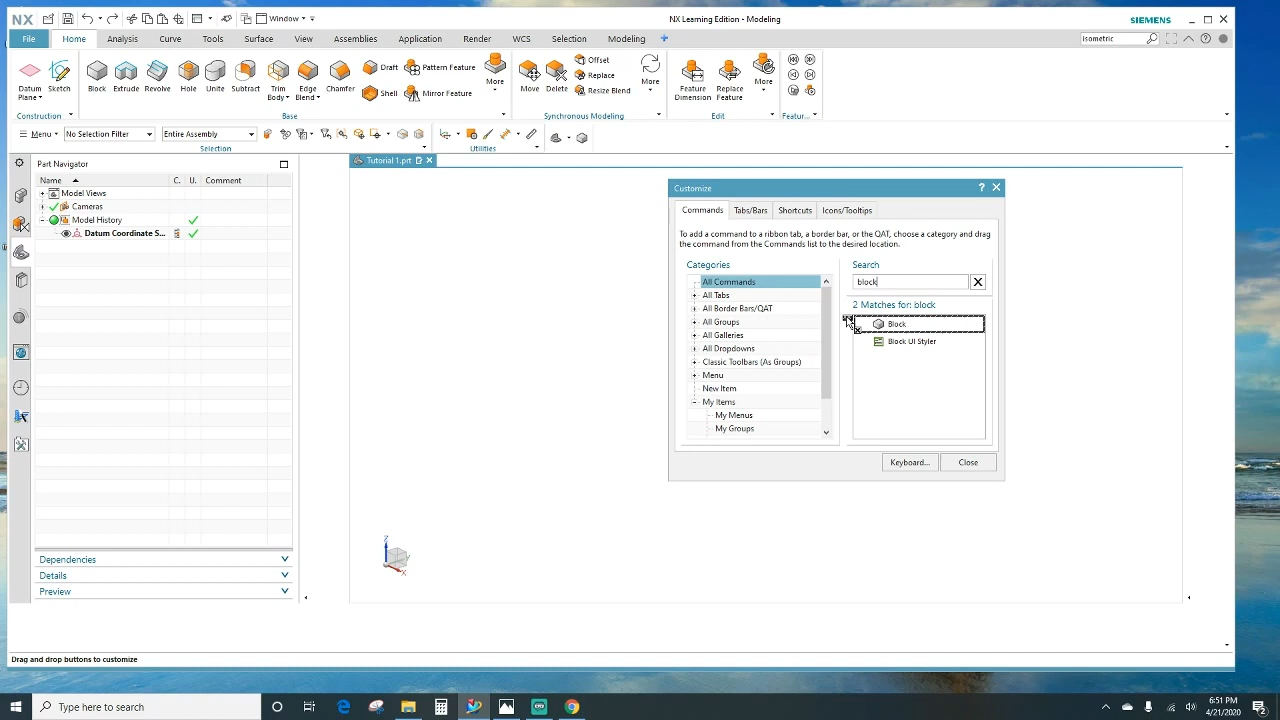 NX
Window
NX Learning Edition - Modeling
SIEMENS
File
Home
Analysis
Curve
Tools
Surface
View
Assemblies
Application
Render
WCS
Selection
Modeling
isometric
Datum Plane
Sketch
Block
Extrude
Revolve
Hole
Unite
Subtract
Trim Body
Edge Blend
Chamfer
Draft
Shell
Pattern Feature
Mirror Feature
More
Move
Delete
Offset
Replace
Resize Blend
More
Feature Dimension
Replace Feature
More
Construction
Base
Synchronous Modeling
Edit
Featur...
Menu
No Selection Filter
Entire Assembly
Selection
Utilities
Part Navigator
Tutorial 1.prt
Name
C.
U.
Comment
Model Views
Cameras
Model History
Datum Coordinate S...
Dependencies
Details
Preview
Customize
Commands
Tabs/Bars
Shortcuts
Icons/Tooltips
To add a command to a ribbon tab, a border bar, or the QAT, choose a category and drag
the command from the Commands list to the desired location.
Categories
All Commands
All Tabs
All Border Bars/QAT
All Groups
All Galleries
All Dropdowns
Classic Toolbars (As Groups)
Menu
New Item
My Items
My Menus
My Groups
Search
block
2 Matches for: block
Block
Block UI Styler
Keyboard...
Close
Z
Y
X
Drag and drop buttons to customize
Type here to search
6:51 PM
4/21/2020
2